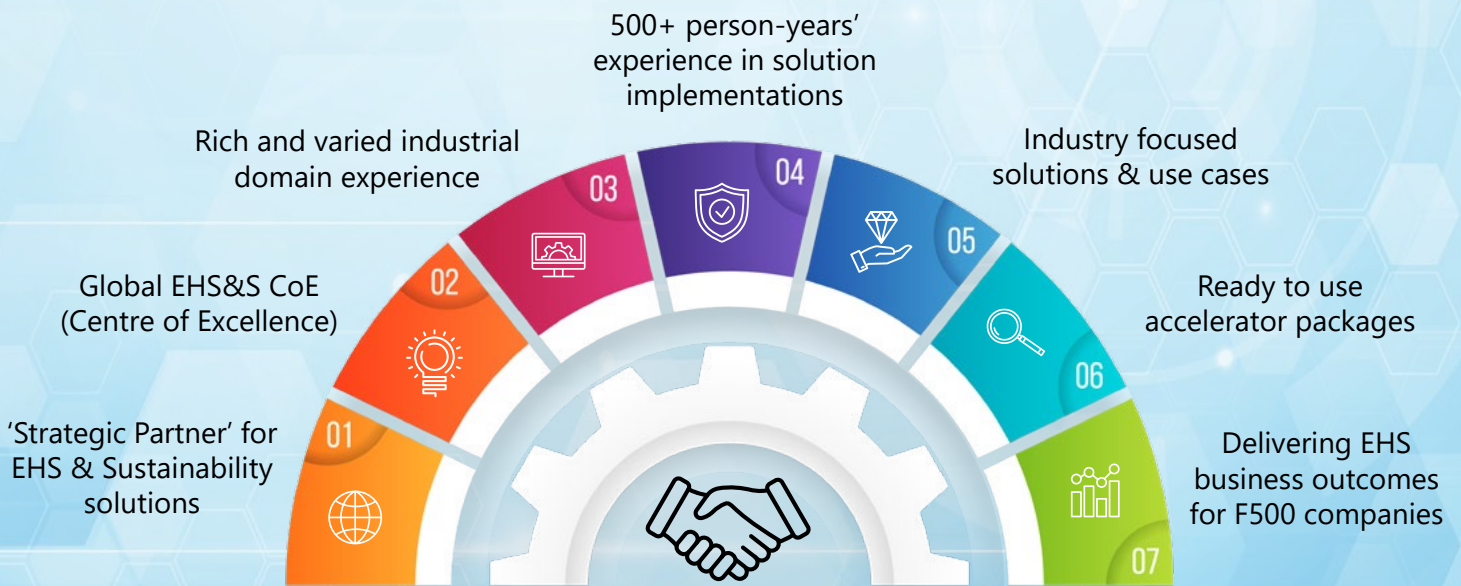 01
‘Strategic Partner’ for
EHS & Sustainability
solutions
02
Global EHS&S CoE
(Centre of Excellence)
03
Rich and varied industrial
domain experience
04
500+ person-years’
experience in solution
implementations
05
Industry focused
solutions & use cases
06
Ready to use
accelerator packages
07
Delivering EHS
business outcomes
for F500 companies